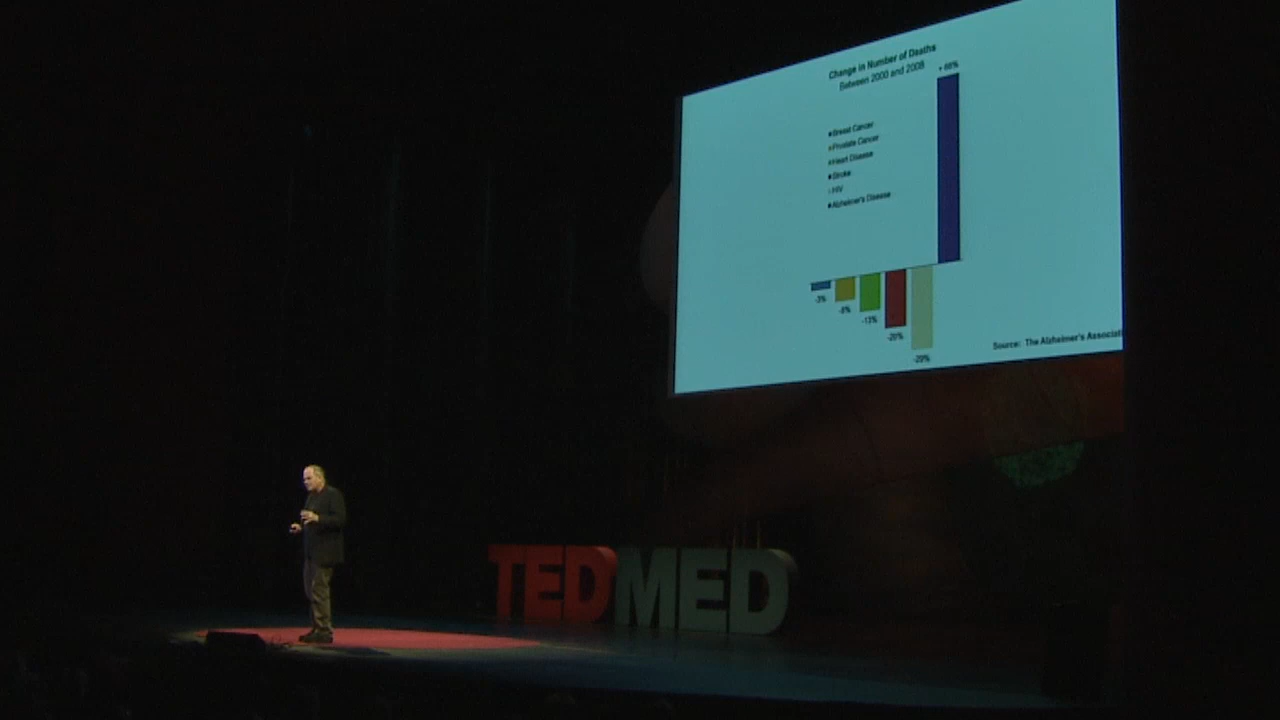 Change in Number of Deaths
Between 2000 and 2008
+ 66%
Breast Cancer
Prostate Cancer
Heart Disease
Stroke
HIV
Alzheimer's Disease
-3%
-8%
-13%
-20%
-29%
Source: The Alzheimer's Associati
TEDMED